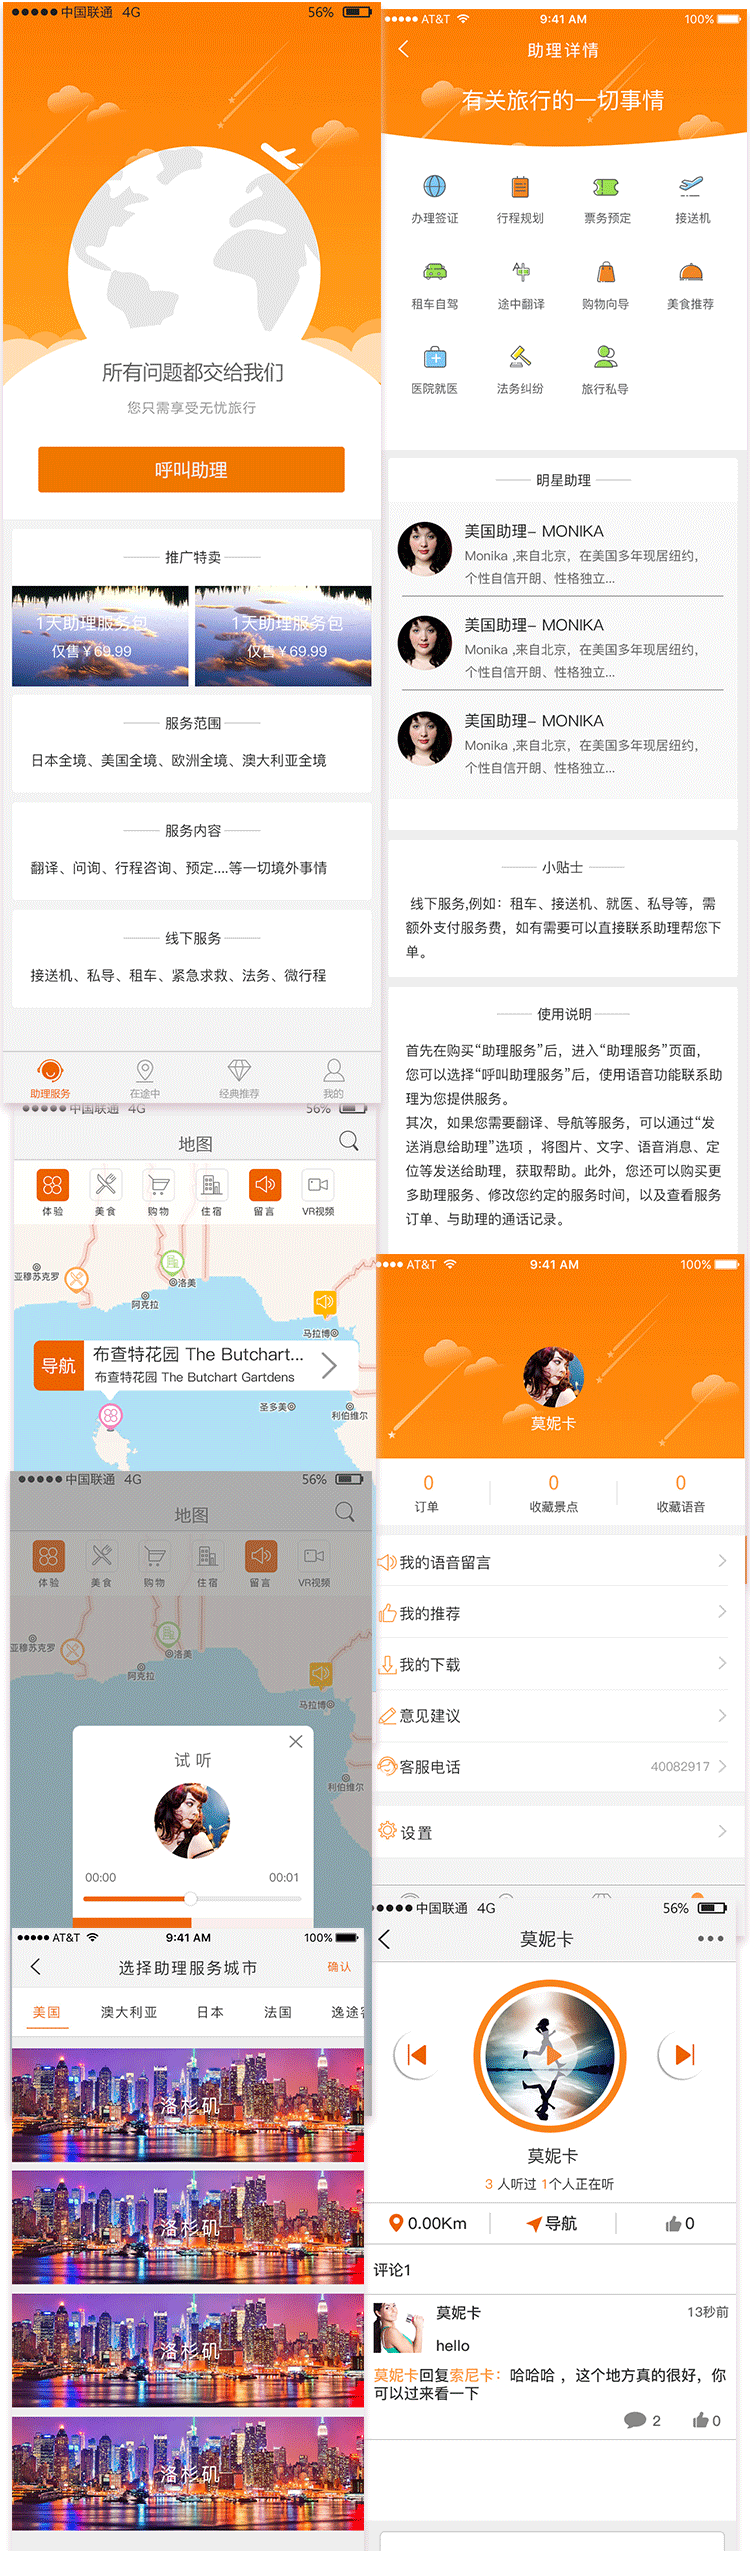 中国联通 4G 56%
所有问题都交给我们
您只需享受无忧旅行
呼叫助理
推广特卖
1天助理服务包
仅售￥69.99
1天助理服务包
仅售￥69.99
服务范围
日本全境、美国全境、欧洲全境、澳大利亚全境
服务内容
翻译、问询、行程咨询、预定....等一切境外事情
线下服务
接送机、私导、租车、紧急求救、法务、微行程
助理服务 在途中 经典推荐 我的
AT&T 9:41 AM 100%
助理详情
有关旅行的一切事情
办理签证 行程规划 票务预定 接送机
租车自驾 途中翻译 购物向导 美食推荐
医院就医 法务纠纷 旅行私导
明星助理
美国助理- MONIKA
Monika ,来自北京，在美国多年现居纽约，
个性自信开朗、性格独立...
美国助理- MONIKA
Monika ,来自北京，在美国多年现居纽约，
个性自信开朗、性格独立...
美国助理- MONIKA
Monika ,来自北京，在美国多年现居纽约，
个性自信开朗、性格独立...
小贴士
线下服务,例如：租车、接送机、就医、私导等，需
额外支付服务费，如有需要可以直接联系助理帮您下
单。
使用说明
首先在购买“助理服务”后，进入“助理服务”页面，
您可以选择“呼叫助理服务”后，使用语音功能联系助
理为您提供服务。
其次，如果您需要翻译、导航等服务，可以通过“发
送消息给助理”选项 ，将图片、文字、语音消息、定
位等发送给助理，获取帮助。此外，您还可以购买更
多助理服务、修改您约定的服务时间，以及查看服务
订单、与助理的通话记录。
中国联通 4G 56%
地图
体验 美食 购物 住宿 留言 VR视频
亚穆苏克罗
洛美
阿克拉
马拉博
导航
布查特花园 The Butchart...
布查特花园 The Butchart Gartdens
圣多美
利伯维尔
中国联通 4G 56%
地图
体验 美食 购物 住宿 留言 VR视频
亚穆苏克罗
洛美
阿克拉
马拉博
利伯维尔
试 听
00:00 00:01
AT&T 9:41 AM 100%
莫妮卡
0 0 0
订单 收藏景点 收藏语音
我的语音留言
我的推荐
我的下载
意见建议
客服电话 40082917
设置
AT&T 9:41 AM 100%
选择助理服务城市 确认
美国 澳大利亚 日本 法国 逸途客
洛杉矶
洛杉矶
洛杉矶
洛杉矶
中国联通 4G 56%
莫妮卡
莫妮卡
3 人听过 1个人正在听
0.00Km 导航 0
评论1
莫妮卡 13秒前
hello
莫妮卡回复索尼卡：哈哈哈 ，这个地方真的很好，你
可以过来看一下
2 0